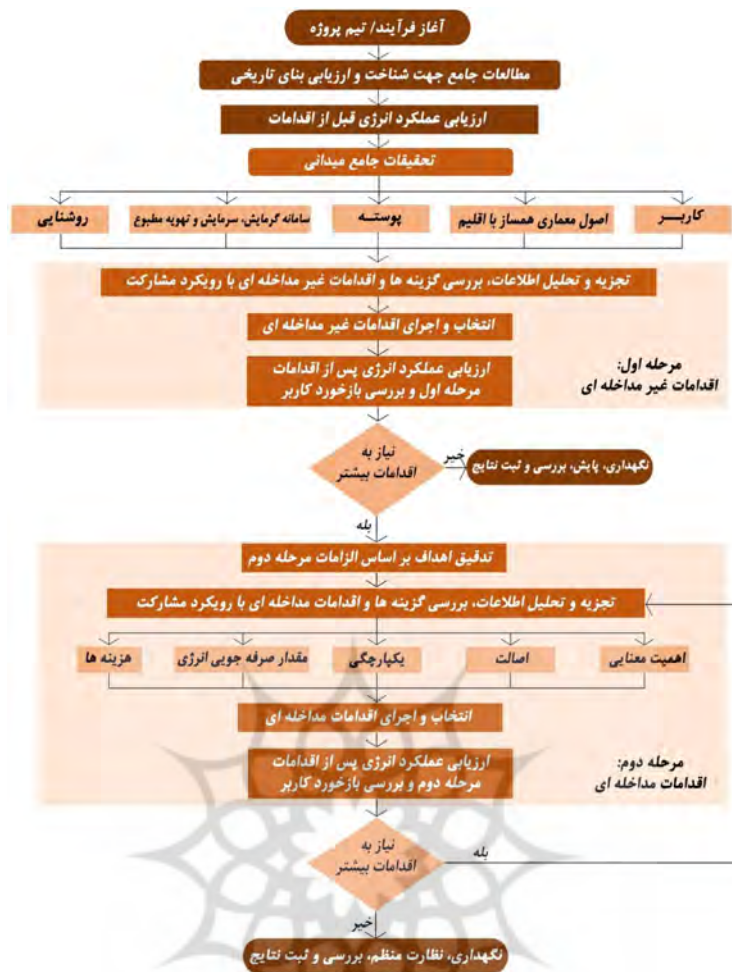 آغاز فرآیند/ تیم پروژه
مطالعات جامع جهت شناخت و ارزیابی بنای تاریخی
ارزیابی عملکرد انرژی قبل از اقدامات
تحقیقات جامع میدانی
کاربـر
اصول معماری همساز با اقلیم
پوستـه
سامانه گرمایش، سرمایش و تهویه مطبوع
روشنایی
تجزیه و تحلیل اطلاعات، بررسی گزینه ها و اقدامات غیر مداخله ای با رویکرد مشارکت
انتخاب و اجرای اقدامات غیر مداخله ای
ارزیابی عملکرد انرژی پس از اقدامات
مرحله اول و بررسی بازخورد کاربر
مرحله اول:
اقدامات غیر مداخله ای
نیاز به
اقدامات بیشتر
خیر
نگهداری، پایش، بررسی و ثبت نتایج
بله
تدقیق اهداف بر اساس الزامات مرحله دوم
تجزیه و تحلیل اطلاعات، بررسی گزینه ها و اقدامات مداخله ای با رویکرد مشارکت
اهمیت معنایی
اصالت
یکپارچگی
مقدار صرفه جویی انرژی
هزینه ها
انتخاب و اجرای اقدامات مداخله ای
ارزیابی عملکرد انرژی پس از اقدامات
مرحله دوم و بررسی بازخورد کاربر
مرحله دوم:
اقدامات مداخله ای
نیاز به
اقدامات بیشتر
بله
خیر
نگهداری، نظارت منظم، بررسی و ثبت نتایج